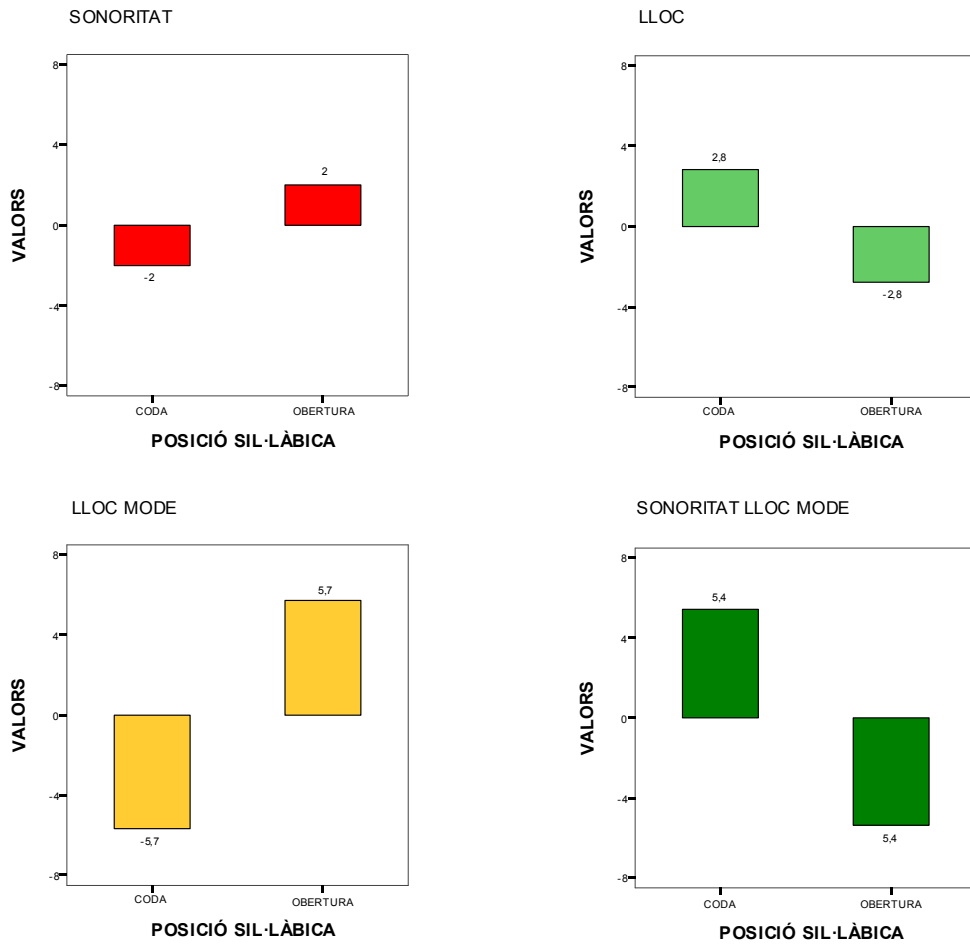 SONORITAT
8
4
0
-4
-8
VALORS
2
-2
CODA
OBERTURA
POSICIÓ SIL·LÀBICA
LLOC
8
4
0
-4
-8
VALORS
2,8
-2,8
CODA
OBERTURA
POSICIÓ SIL·LÀBICA
LLOC MODE
8
4
0
-4
-8
VALORS
5,7
-5,7
CODA
OBERTURA
POSICIÓ SIL·LÀBICA
SONORITAT LLOC MODE
8
4
0
-4
-8
VALORS
5,4
5,4
CODA
OBERTURA
POSICIÓ SIL·LÀBICA